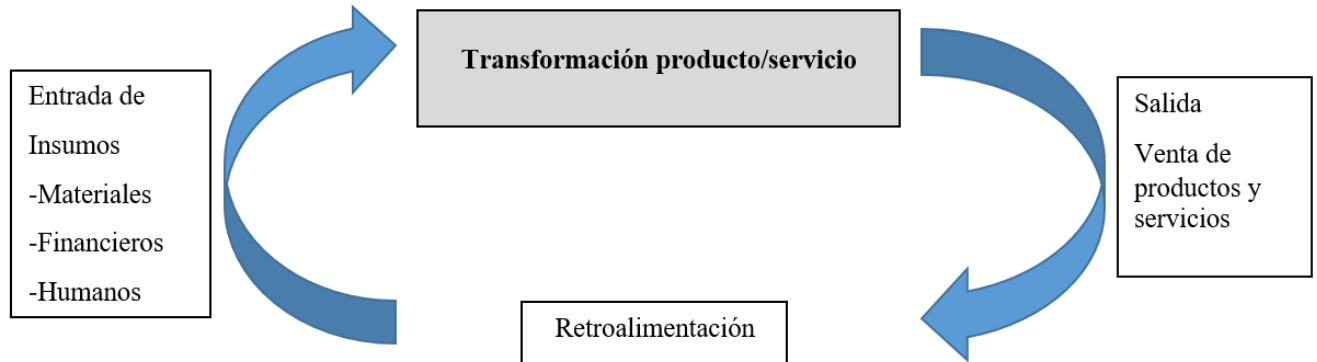 Transformación producto/servicio
Entrada de
Insumos
-Materiales
-Financieros
-Humanos
Salida
Venta de
productos y
servicios
Retroalimentación